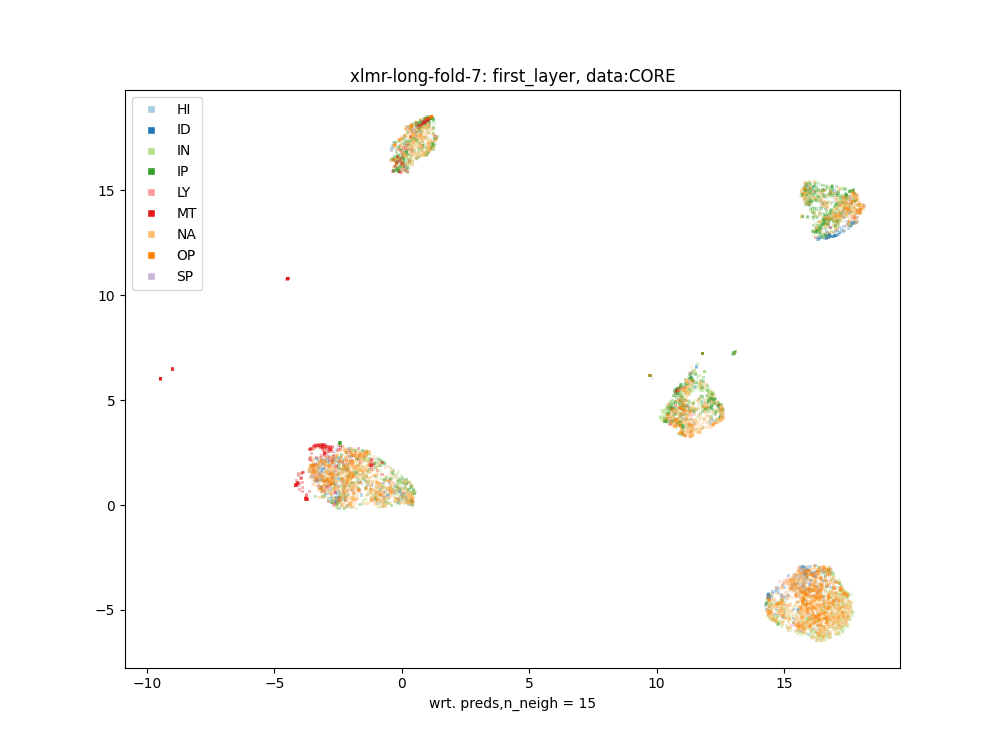 xlmr-long-fold-7: first_layer, data:CORE
HI
ID
IN
IP
LY
MT
NA
OP
SP
15
10
5
0
−5
−10
−5
0
5
10
15
wrt. preds,n_neigh = 15